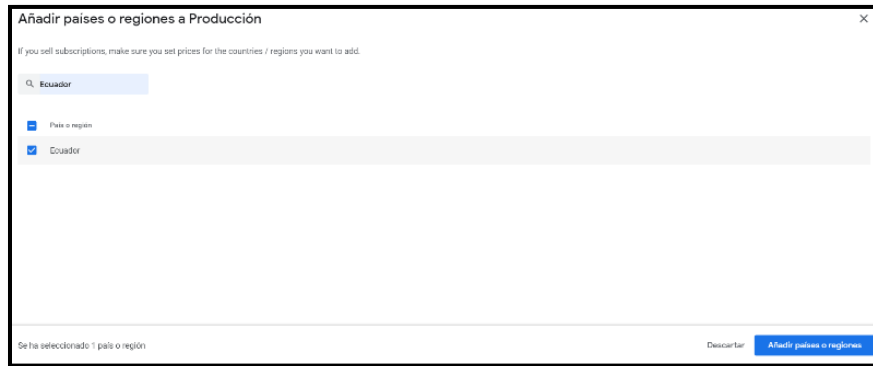 Añadir países o regiones a Producción
If you sell subscriptions, make sure you set prices for the countries / regions you want to add.
Ecuador
País o región
Ecuador
Se ha seleccionado 1 país o región
Descartar
Añadir países o regiones